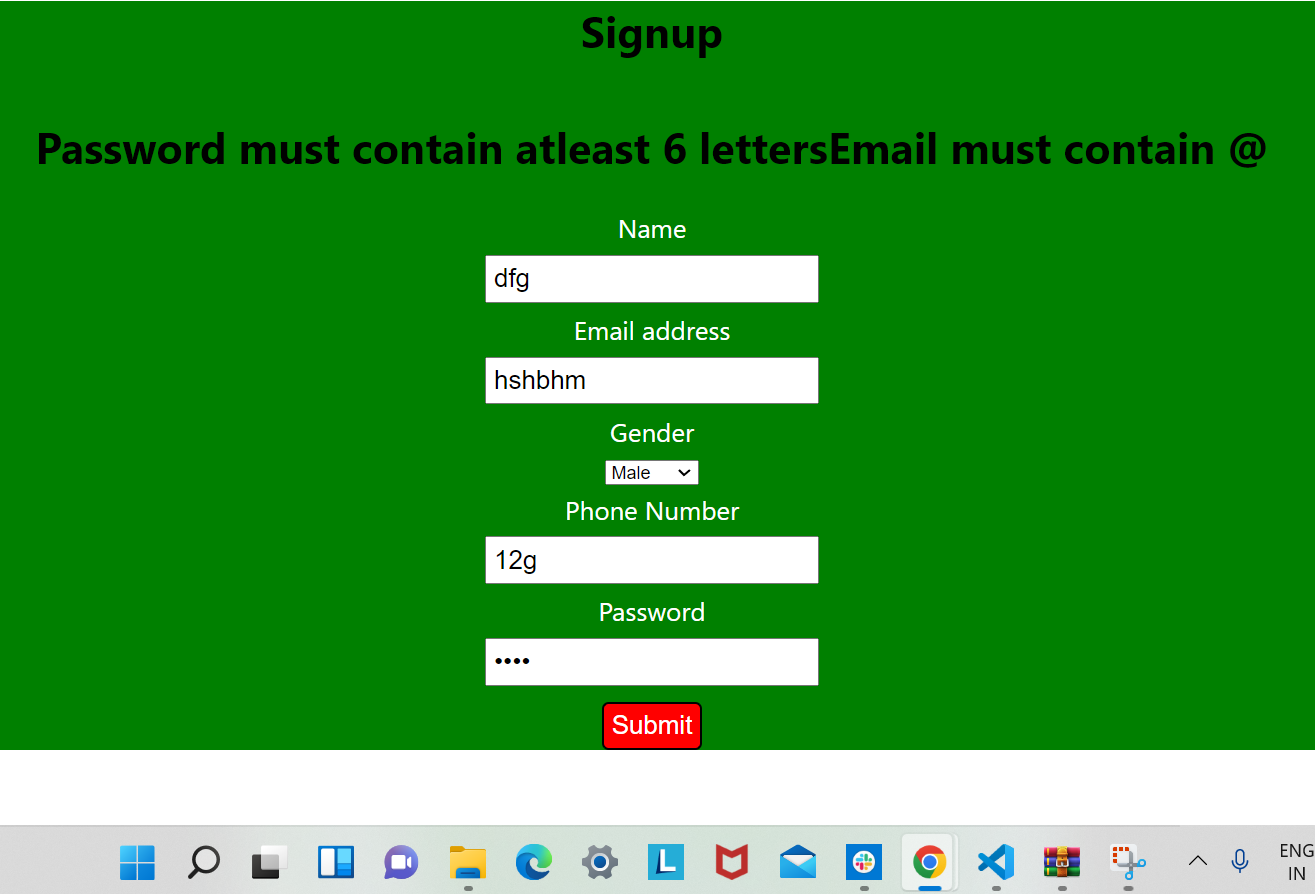 Signup
Password must contain atleast 6 lettersEmail must contain @
Name
dfg
Email address
hshbhm
Gender
Male
Phone Number
12g
Password
••••
Submit
L
ENG
IN